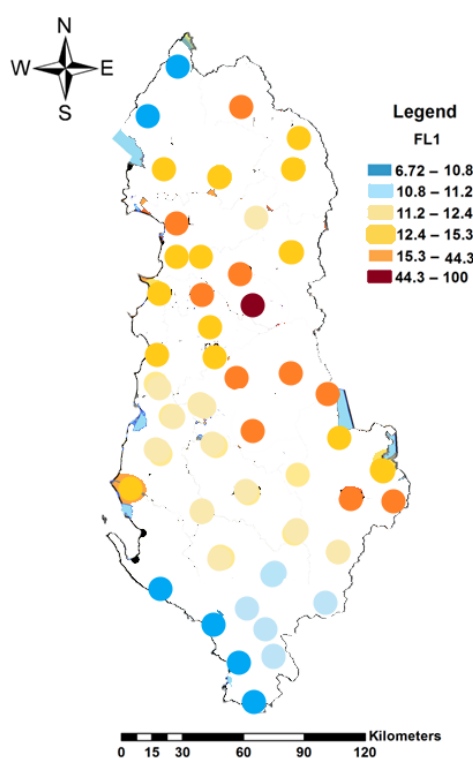 N
W E
S
Legend
FL1
6.72 – 10.8
10.8 – 11.2
11.2 – 12.4
12.4 – 15.3
15.3 – 44.3
44.3 – 100
Kilometers
0 15 30 60 90 120